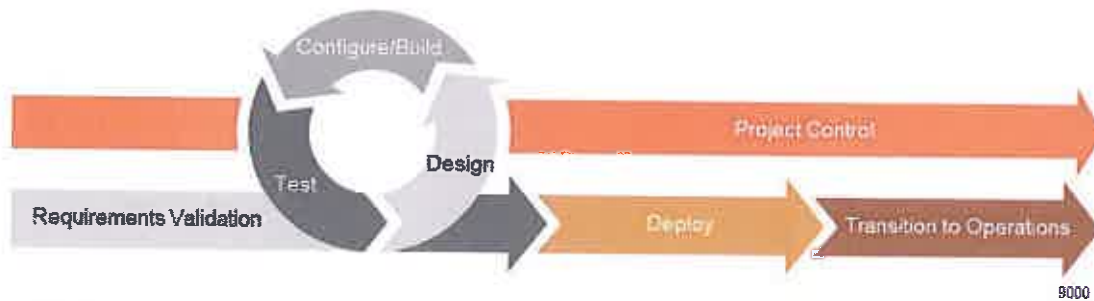 Configure/Build
Project Control
Design
Test
Requirements Validation
Deploy
Transition to Operations
9000